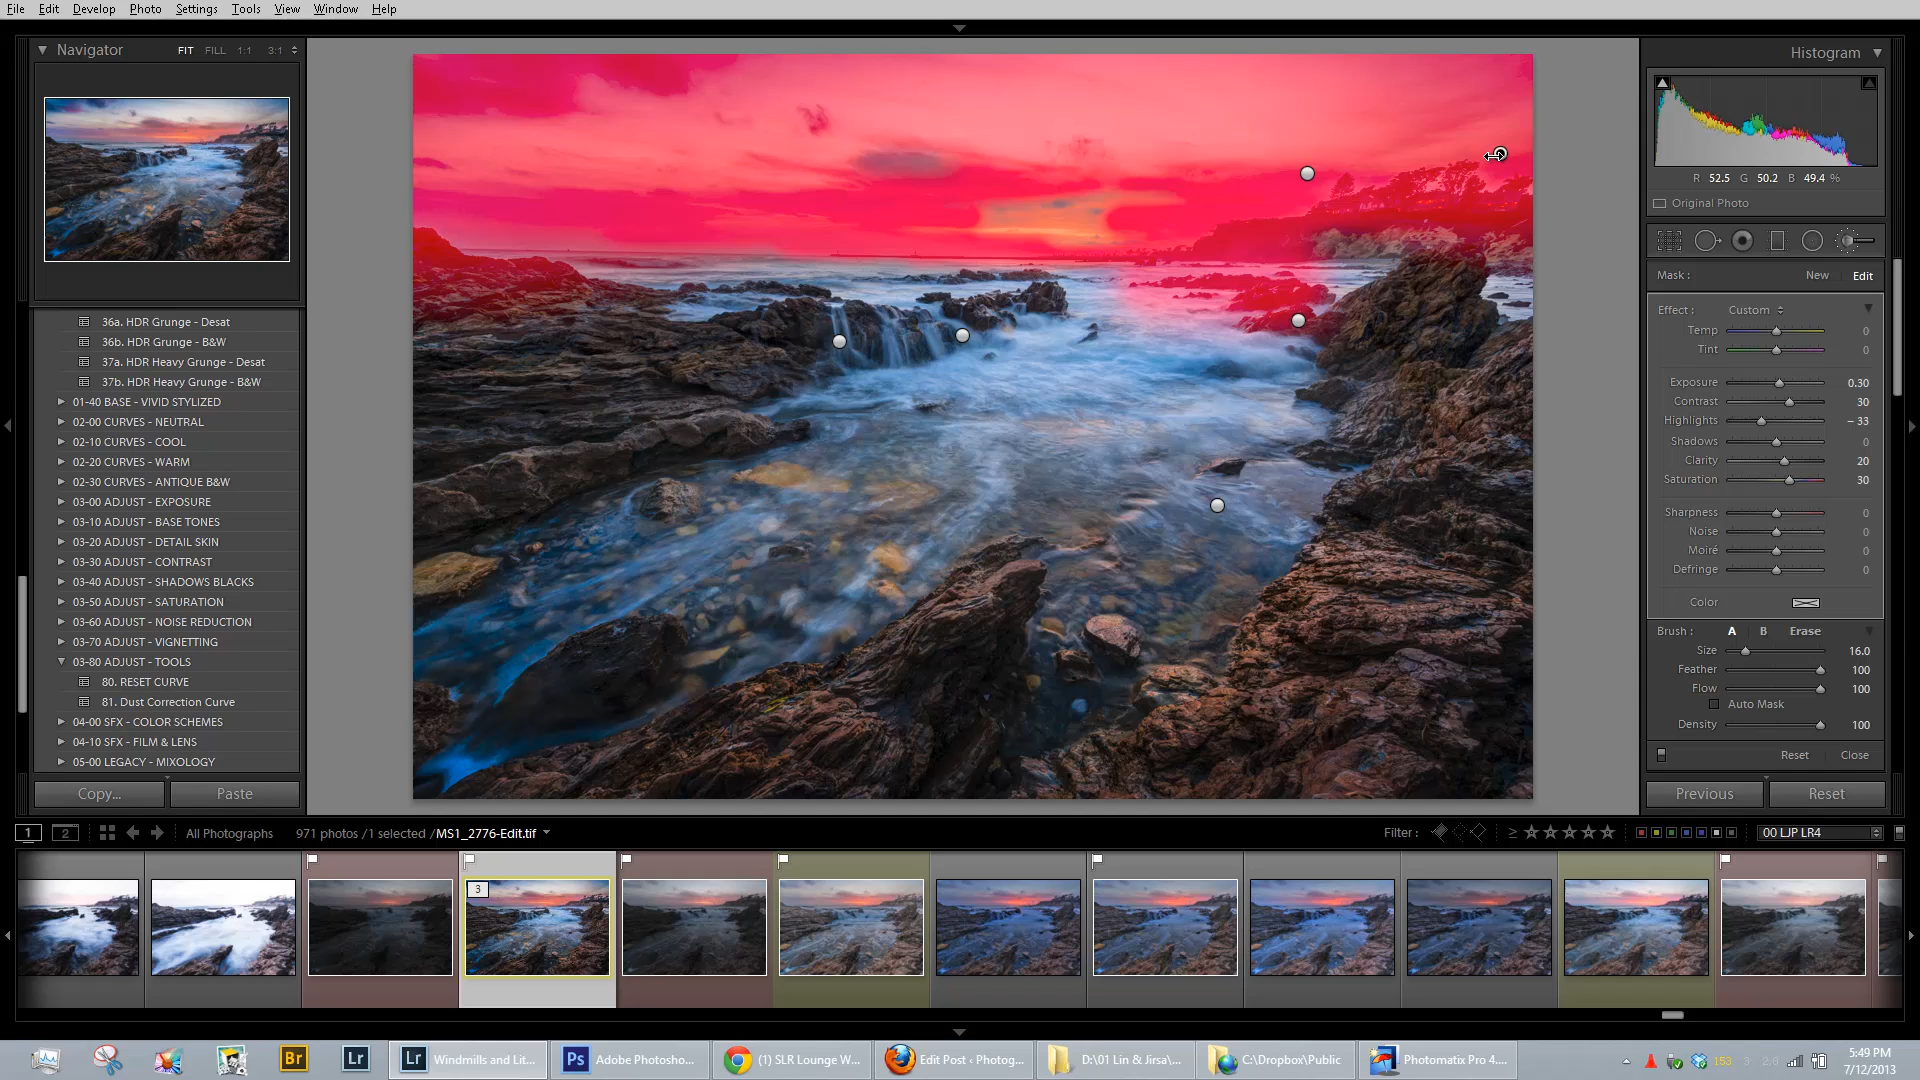 File Edit Develop Photo Settings Tools View Window Help
Navigator FIT FILL 1:1 3:1
36a. HDR Grunge - Desat
36b. HDR Grunge - B&W
37a. HDR Heavy Grunge - Desat
37b. HDR Heavy Grunge - B&W
01-40 BASE - VIVID STYLIZED
02-00 CURVES - NEUTRAL
02-10 CURVES - COOL
02-20 CURVES - WARM
02-30 CURVES - ANTIQUE B&W
03-00 ADJUST - EXPOSURE
03-10 ADJUST - BASE TONES
03-20 ADJUST - DETAIL SKIN
03-30 ADJUST - CONTRAST
03-40 ADJUST - SHADOWS BLACKS
03-50 ADJUST - SATURATION
03-60 ADJUST - NOISE REDUCTION
03-70 ADJUST - VIGNETTING
03-80 ADJUST - TOOLS
80. RESET CURVE
81. Dust Correction Curve
04-00 SFX - COLOR SCHEMES
04-10 SFX - FILM & LENS
05-00 LEGACY - MIXOLOGY
Copy... Paste
Histogram
R 52.5 G 50.2 B 49.4 %
Original Photo
Mask : New Edit
Effect : Custom
Temp 0
Tint 0
Exposure 0.30
Contrast 30
Highlights – 33
Shadows 0
Clarity 20
Saturation 30
Sharpness 0
Noise 0
Moiré 0
Defringe 0
Color
Brush : A B Erase
Size 16.0
Feather 100
Flow 100
Auto Mask
Density 100
Reset Close
Previous Reset
1 2 All Photographs 971 photos /1 selected /MS1_2776-Edit.tif Filter : ≥ 00 LJP LR4
3
Br Lr Lr Windmills and Lit... Ps Adobe Photosho... (1) SLR Lounge W... Edit Post ‹ Photog... D:\01 Lin & Jirsa\... C:\Dropbox\Public Photomatix Pro 4.... 153 3 2.6 5:49 PM
7/12/2013